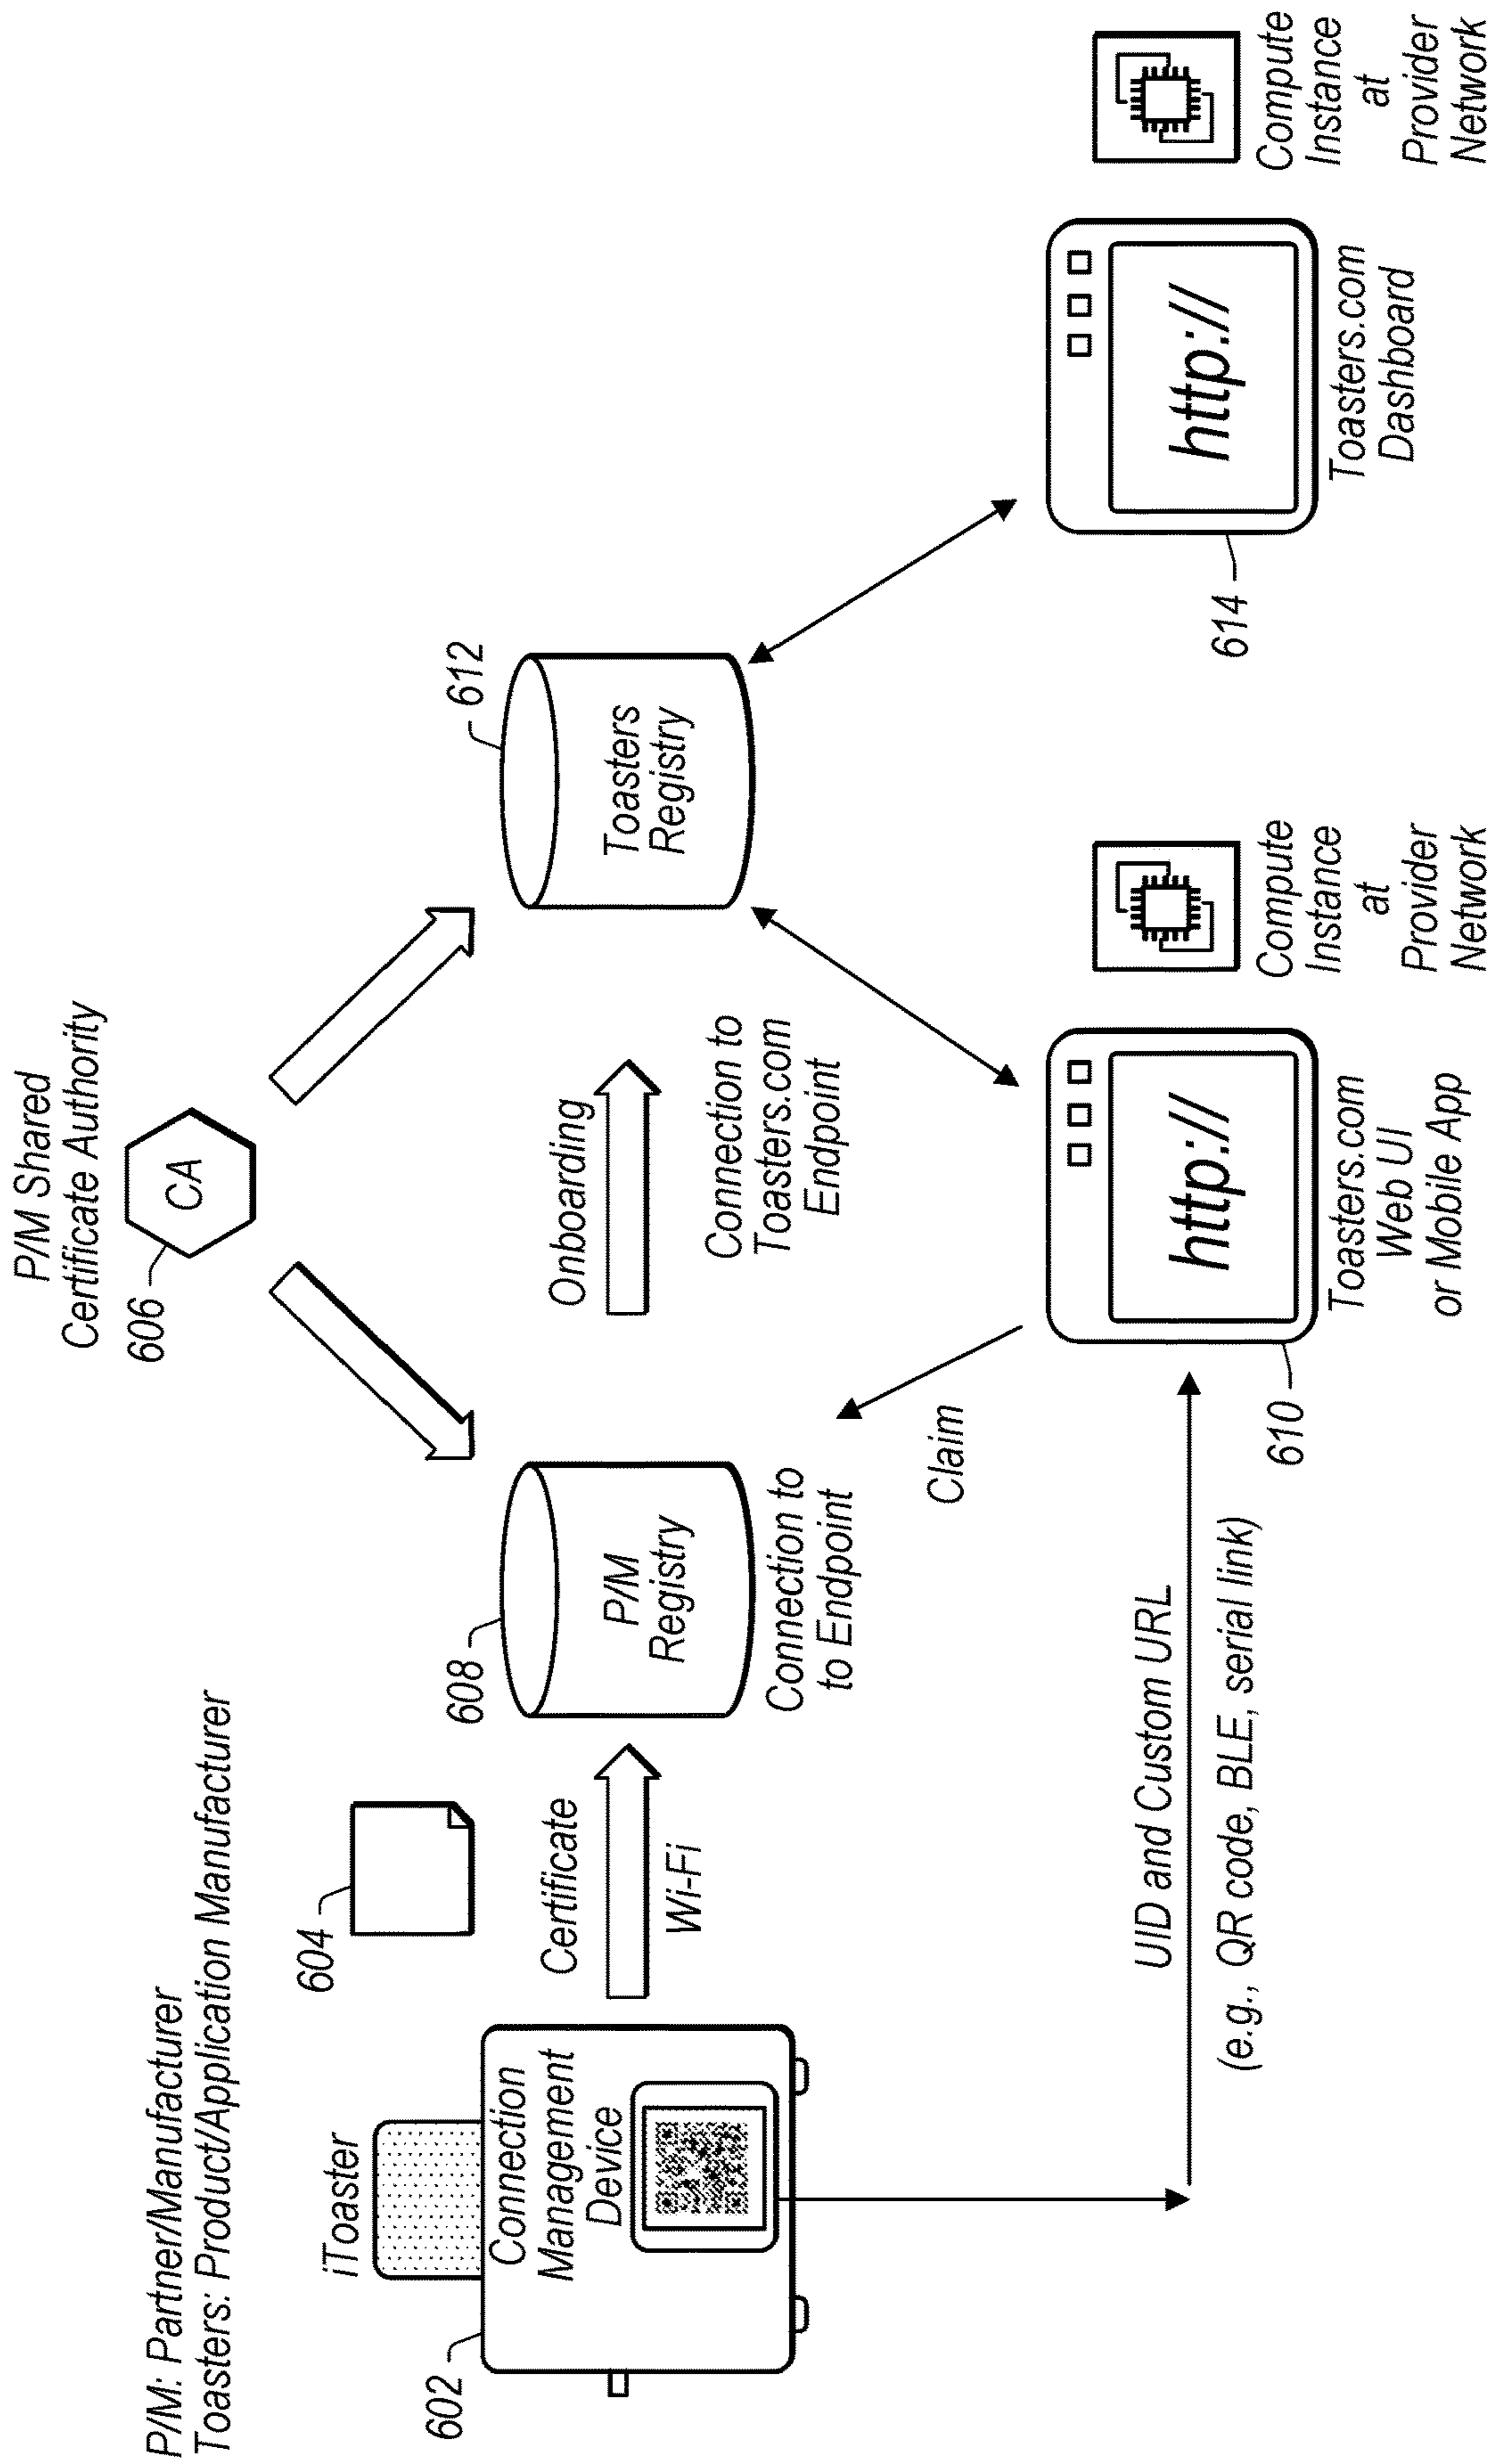 P/M: Partner/Manufacturer
Toasters: Product/Application Manufacturer
P/M Shared
Certificate Authority
606
CA
iToaster
602
Connection
Management
Device
604
Certificate
Wi-Fi
608
P/M
Registry
Connection to
to Endpoint
Onboarding
Connection to
Toasters.com
Endpoint
612
Toasters
Registry
Claim
UID and Custom URL
(e.g., QR code, BLE, serial link)
610
http://
Toasters.com
Web UI
or Mobile App
Compute
Instance
at
Provider
Network
614
http://
Toasters.com
Dashboard
Compute
Instance
at
Provider
Network